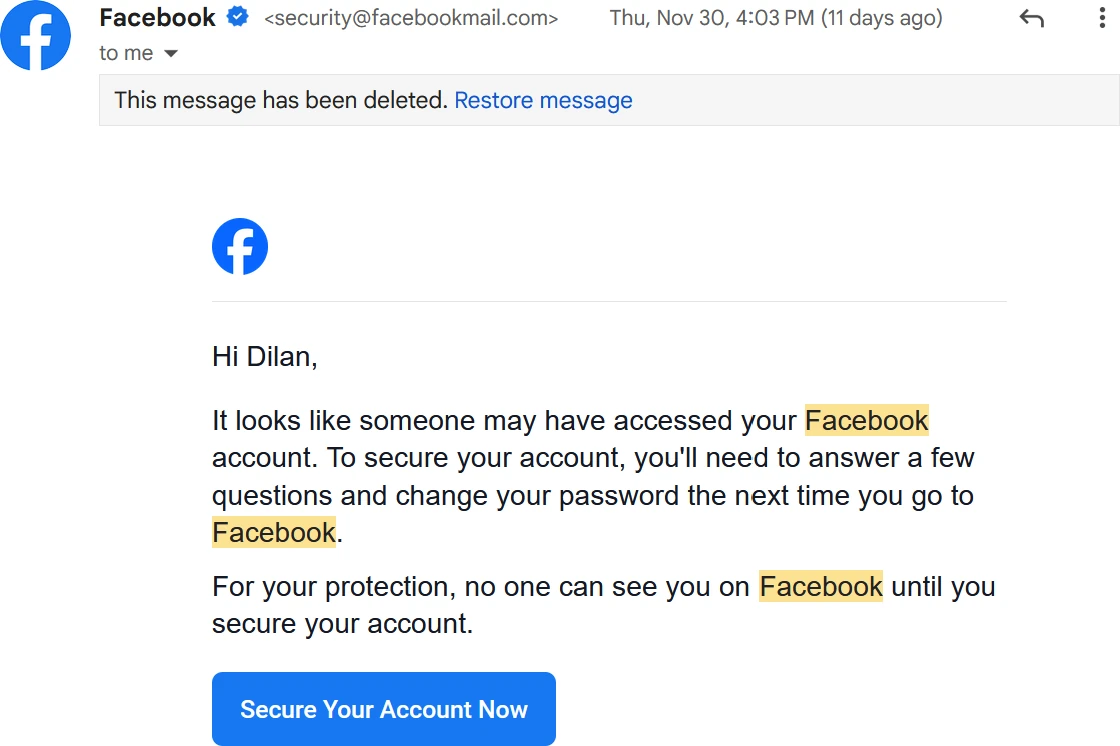 Facebook <security@facebookmail.com> Thu, Nov 30, 4:03 PM (11 days ago)
to me
This message has been deleted. Restore message
Hi Dilan,
It looks like someone may have accessed your Facebook
account. To secure your account, you'll need to answer a few
questions and change your password the next time you go to
Facebook.
For your protection, no one can see you on Facebook until you
secure your account.
Secure Your Account Now